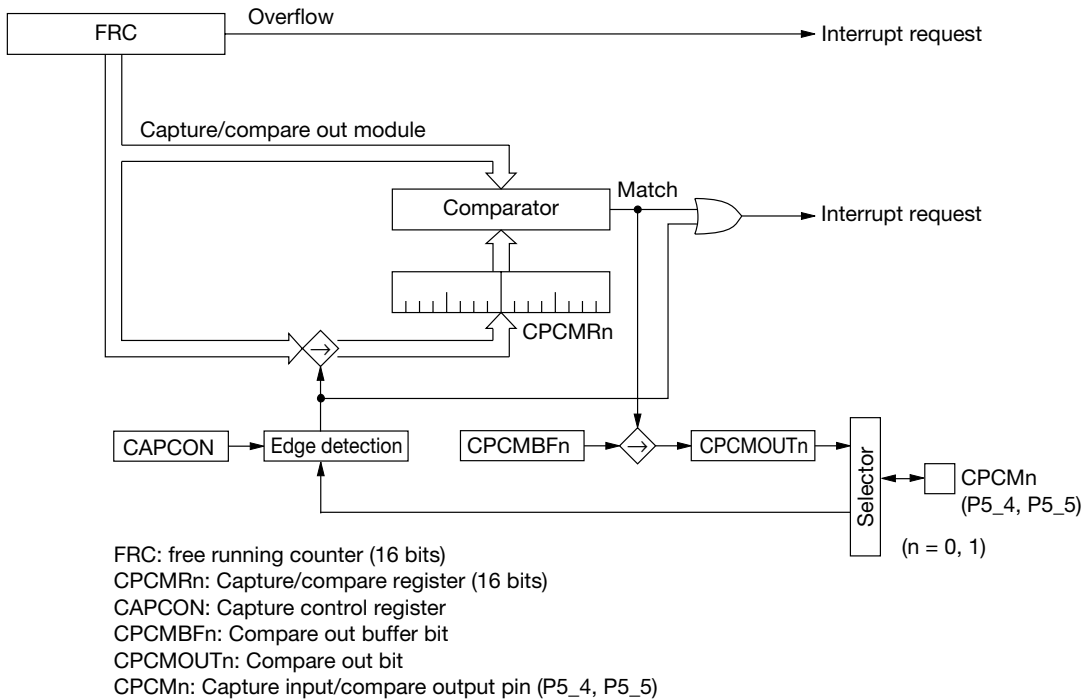 Overflow
FRC
Interrupt request
Capture/compare out module
Match
Comparator
Interrupt request
CPCMRn
CAPCON
Edge detection
CPCMBFn
CPCMOUTn
Selector
CPCMn
(P5_4, P5_5)
(n = 0, 1)
FRC: free running counter (16 bits)
CPCMRn: Capture/compare register (16 bits)
CAPCON: Capture control register
CPCMBFn: Compare out buffer bit
CPCMOUTn: Compare out bit
CPCMn: Capture input/compare output pin (P5_4, P5_5)